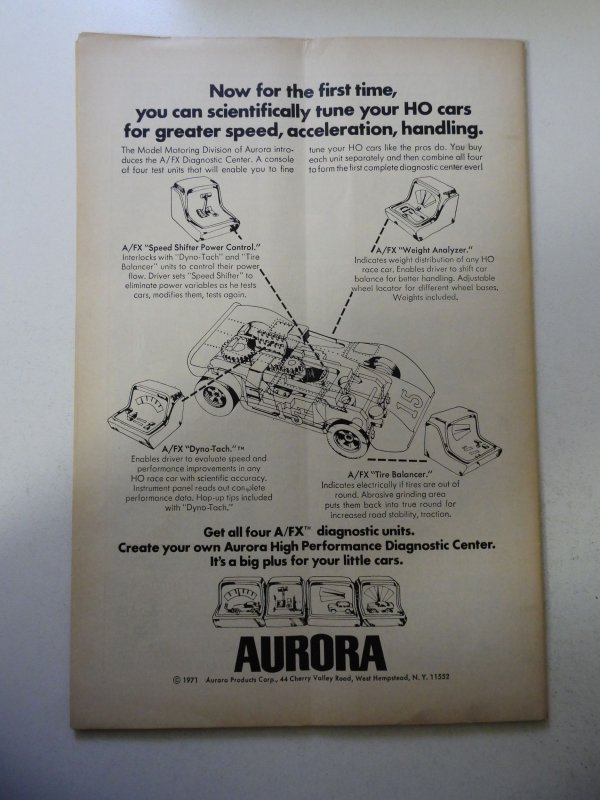 Now for the first time,
you can scientifically tune your HO cars
for greater speed, acceleration, handling.
The Model Motoring Division of Aurora intro-
duces the A/FX Diagnostic Center. A console
of four test units that will enable you to fine
tune your HO cars like the pros do. You buy
each unit separately and then combine all four
to form the first complete diagnostic center ever!
A/FX "Speed Shifter Power Control."
Interlocks with "Dyno-Tach" and "Tire
Balancer" units to control their power
flow. Driver sets "Speed Shifter" to
eliminate power variables as he tests
cars, modifies them, tests again.
A/FX "Weight Analyzer."
Indicates weight distribution of any HO
race car. Enables driver to shift car
balance for better handling. Adjustable
wheel locator for different wheel bases.
Weights included.
15
A/FX "Dyno-Tach."™
Enables driver to evaluate speed and
performance improvements in any
HO race car with scientific accuracy.
Instrument panel reads out complete
performance data. Hop-up tips included
with "Dyno-Tach."
A/FX "Tire Balancer."
Indicates electrically if tires are out of
round. Abrasive grinding area
puts them back into true round for
increased road stability, traction.
Get all four A/FX™ diagnostic units.
Create your own Aurora High Performance Diagnostic Center.
It's a big plus for your little cars.
AURORA
© 1971 Aurora Products Corp., 44 Cherry Valley Road, West Hempstead, N. Y. 11552